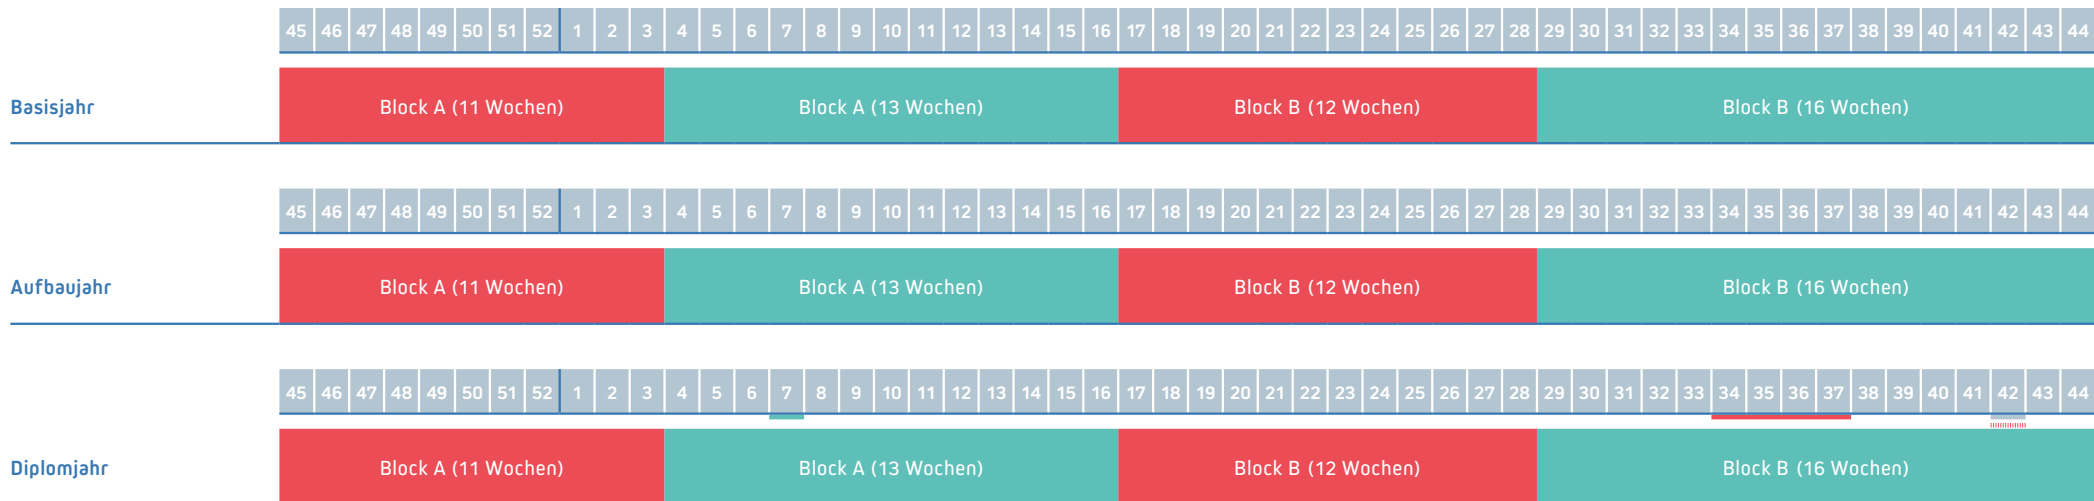 45 46 47 48 49 50 51 52 1 2 3 4 5 6 7 8 9 10 11 12 13 14 15 16 17 18 19 20 21 22 23 24 25 26 27 28 29 30 31 32 33 34 35 36 37 38 39 40 41 42 43 44
Basisjahr Block A (11 Wochen) Block A (13 Wochen) Block B (12 Wochen) Block B (16 Wochen)
45 46 47 48 49 50 51 52 1 2 3 4 5 6 7 8 9 10 11 12 13 14 15 16 17 18 19 20 21 22 23 24 25 26 27 28 29 30 31 32 33 34 35 36 37 38 39 40 41 42 43 44
Aufbaujahr Block A (11 Wochen) Block A (13 Wochen) Block B (12 Wochen) Block B (16 Wochen)
45 46 47 48 49 50 51 52 1 2 3 4 5 6 7 8 9 10 11 12 13 14 15 16 17 18 19 20 21 22 23 24 25 26 27 28 29 30 31 32 33 34 35 36 37 38 39 40 41 42 43 44
Diplomjahr Block A (11 Wochen) Block A (13 Wochen) Block B (12 Wochen) Block B (16 Wochen)